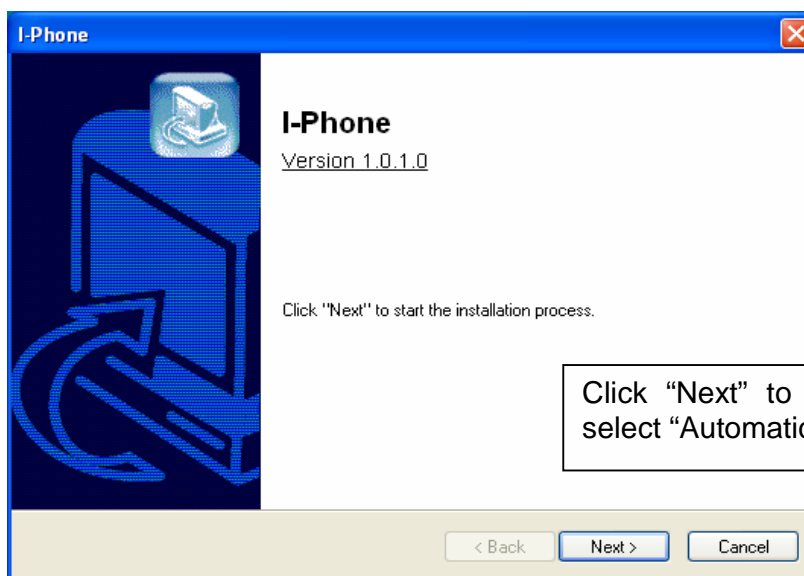 I-Phone
I-Phone
Version 1.0.1.0
Click "Next" to start the installation process.
Click “Next” to
select “Automatic
< Back
Next >
Cancel